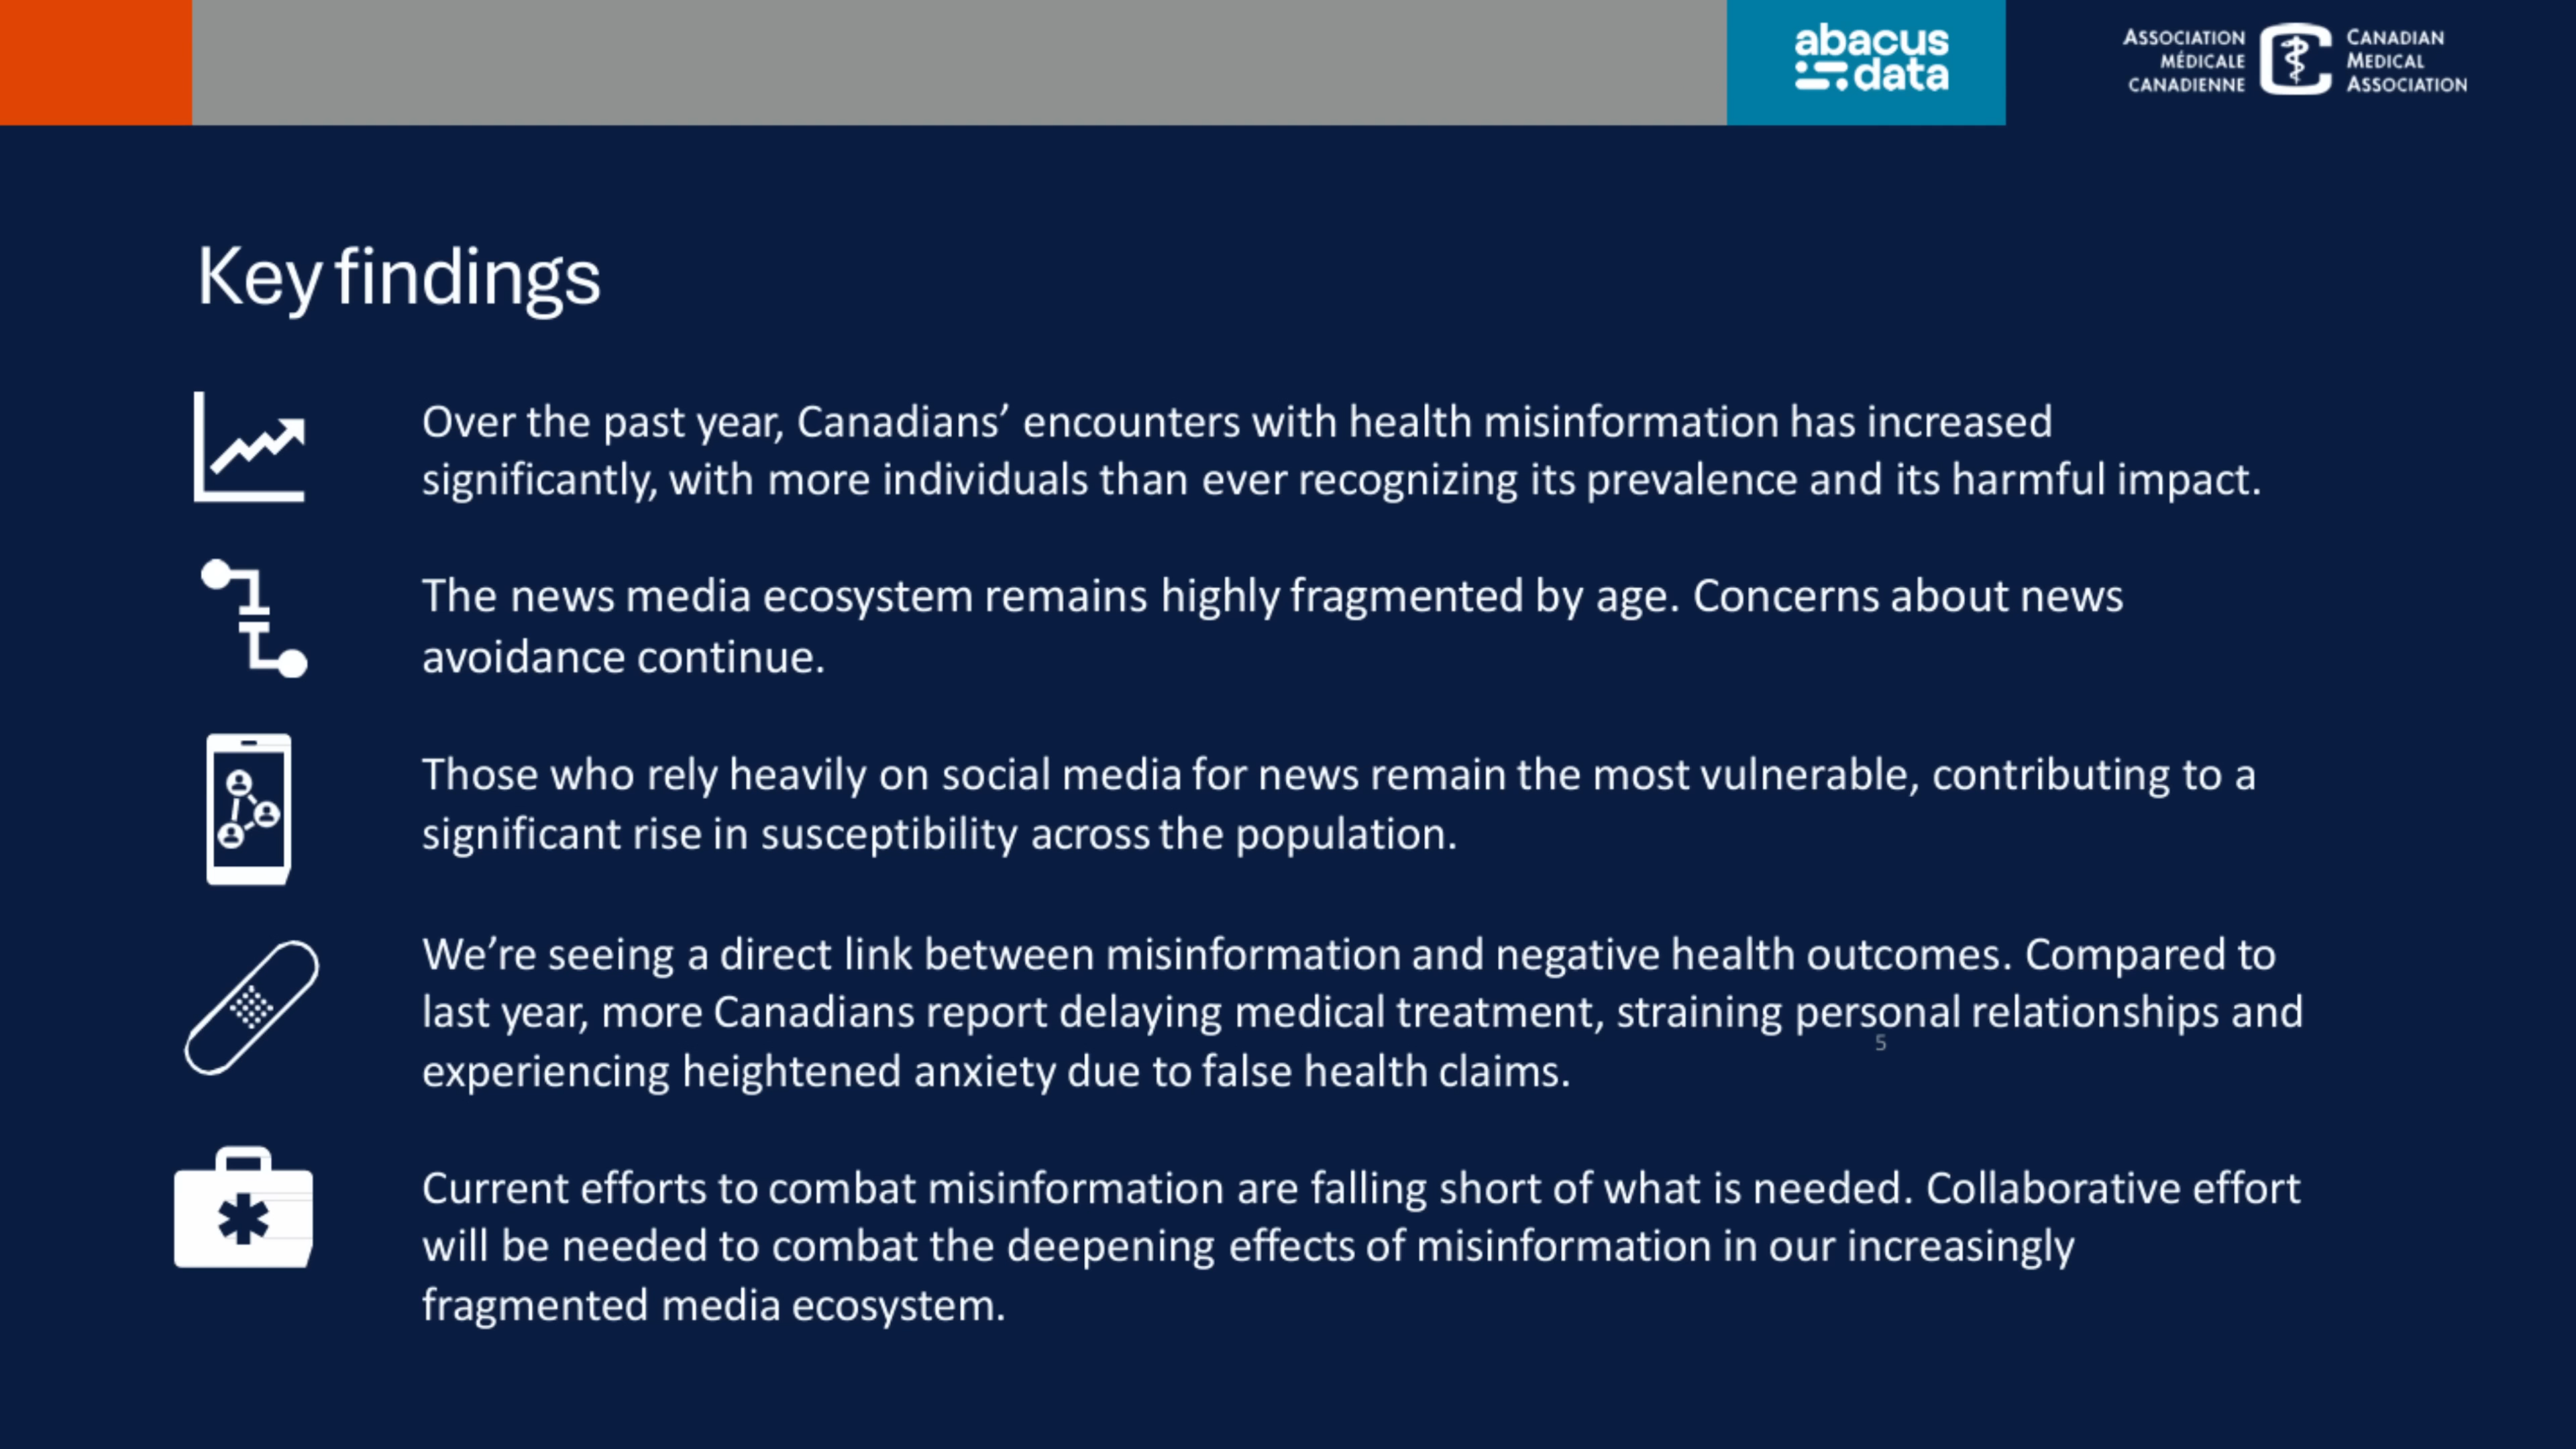 abacus
data
ASSOCIATION
MÉDICALE
CANADIENNE
CANADIAN
MEDICAL
ASSOCIATION
Key findings
Over the past year, Canadians’ encounters with health misinformation has increased
significantly, with more individuals than ever recognizing its prevalence and its harmful impact.
The news media ecosystem remains highly fragmented by age. Concerns about news
avoidance continue.
Those who rely heavily on social media for news remain the most vulnerable, contributing to a
significant rise in susceptibility across the population.
We’re seeing a direct link between misinformation and negative health outcomes. Compared to
last year, more Canadians report delaying medical treatment, straining personal relationships and
5
experiencing heightened anxiety due to false health claims.
Current efforts to combat misinformation are falling short of what is needed. Collaborative effort
will be needed to combat the deepening effects of misinformation in our increasingly
fragmented media ecosystem.